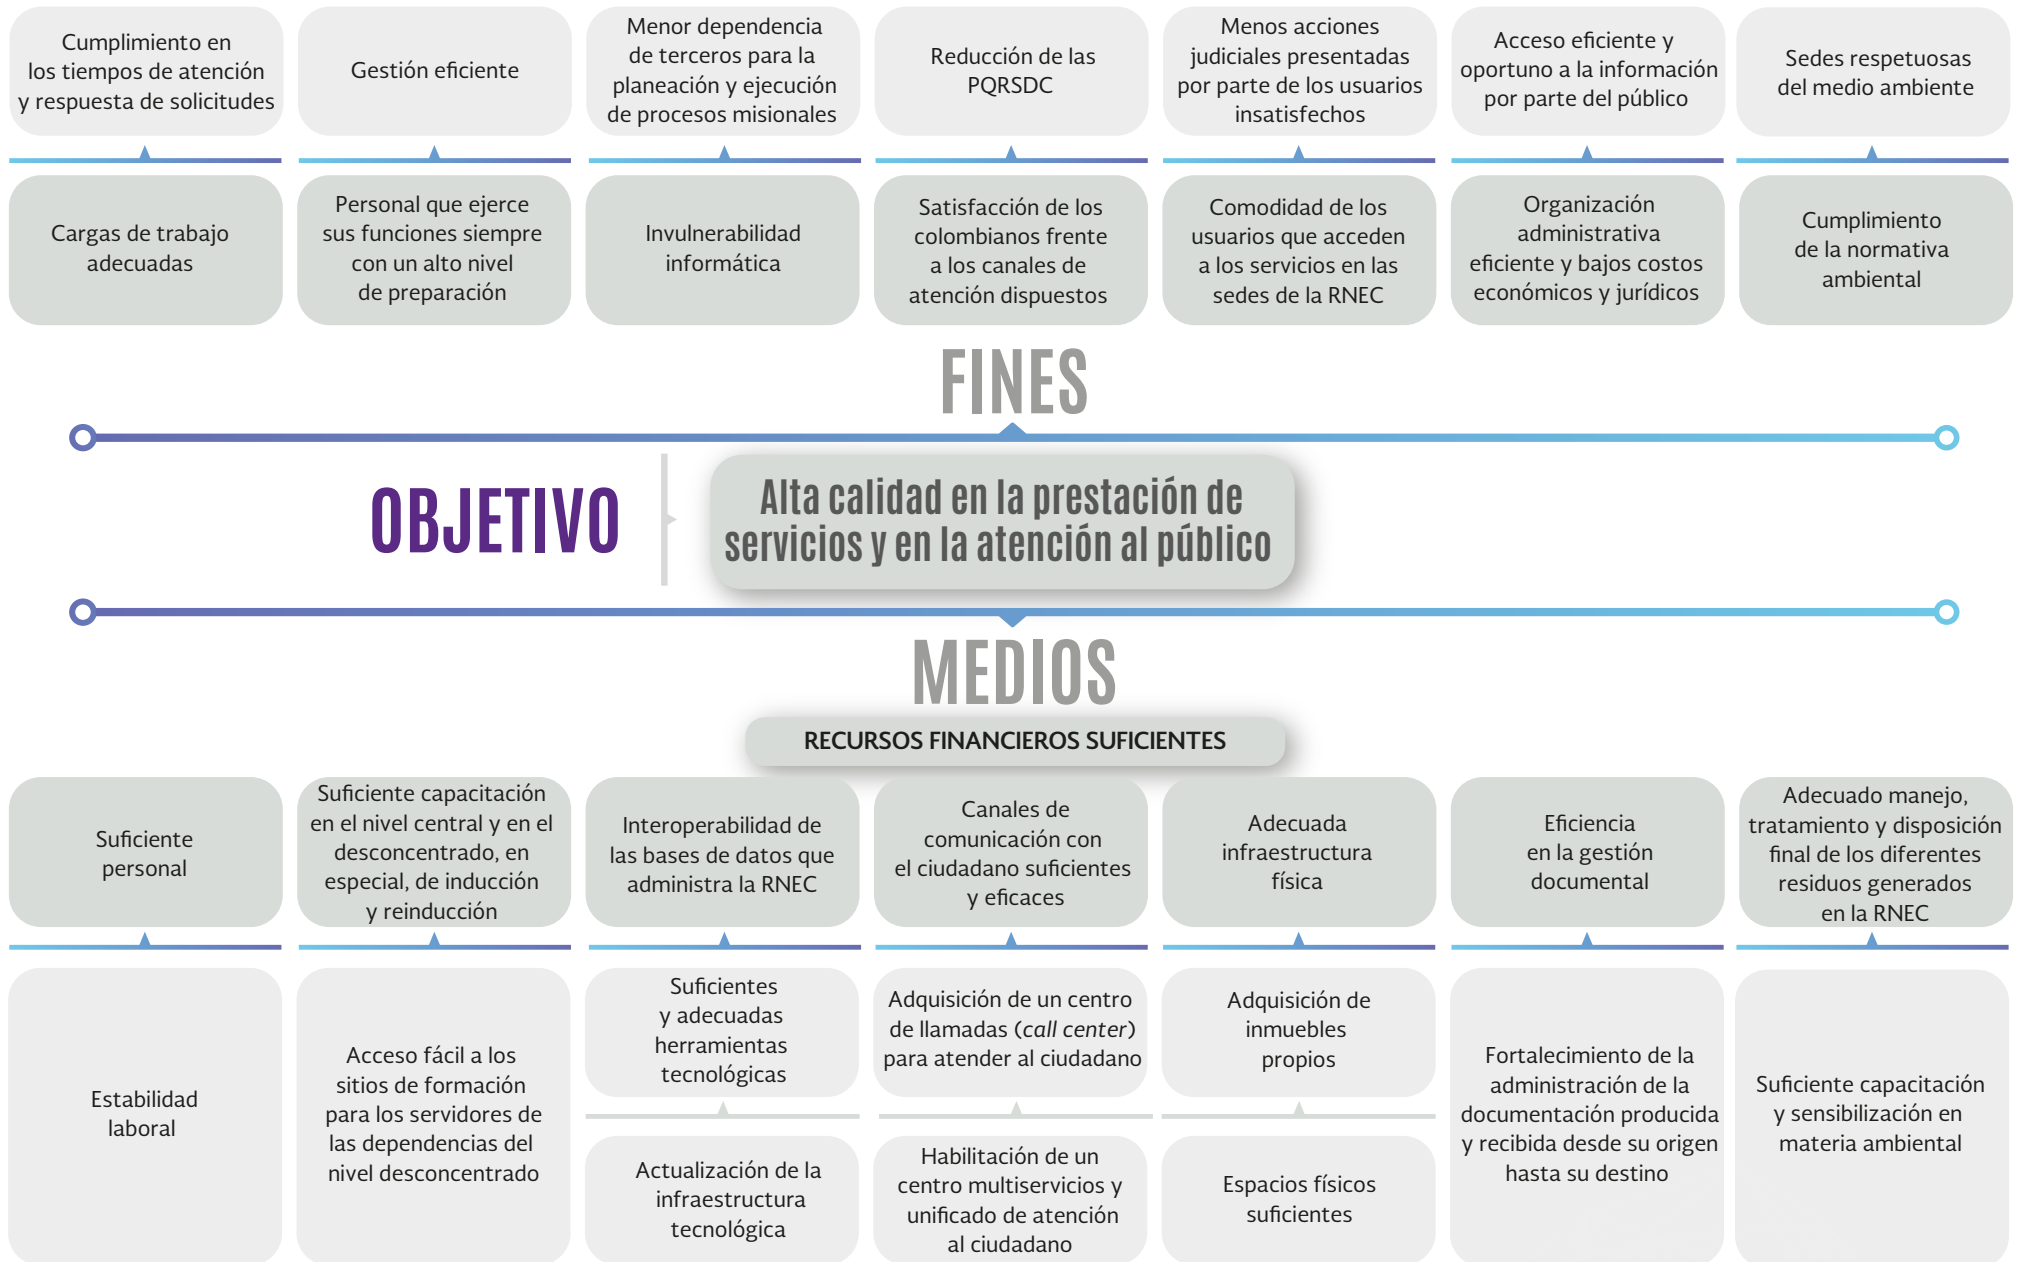 Cumplimiento en
los tiempos de atención
y respuesta de solicitudes
Gestión eficiente
Menor dependencia
de terceros para la
planeación y ejecución
de procesos misionales
Reducción de las
PQRSDC
Menos acciones
judiciales presentadas
por parte de los usuarios
insatisfechos
Acceso eficiente y
oportuno a la información
por parte del público
Sedes respetuosas
del medio ambiente
Cargas de trabajo
adecuadas
Personal que ejerce
sus funciones siempre
con un alto nivel
de preparación
Invulnerabilidad
informática
Satisfacción de los
colombianos frente
a los canales de
atención dispuestos
Comodidad de los
usuarios que acceden
a los servicios en las
sedes de la RNEC
Organización
administrativa
eficiente y bajos costos
económicos y jurídicos
Cumplimiento
de la normativa
ambiental
FINES
OBJETIVO
Alta calidad en la prestación de
servicios y en la atención al público
MEDIOS
RECURSOS FINANCIEROS SUFICIENTES
Suficiente
personal
Suficiente capacitación
en el nivel central y en el
desconcentrado, en
especial, de inducción
y reinducción
Interoperabilidad de
las bases de datos que
administra la RNEC
Canales de
comunicación con
el ciudadano suficientes
y eficaces
Adecuada
infraestructura
física
Eficiencia
en la gestión
documental
Adecuado manejo,
tratamiento y disposición
final de los diferentes
residuos generados
en la RNEC
Estabilidad
laboral
Acceso fácil a los
sitios de formación
para los servidores de
las dependencias del
nivel desconcentrado
Suficientes
y adecuadas
herramientas
tecnológicas
Adquisición de un centro
de llamadas (call center)
para atender al ciudadano
Adquisición de
inmuebles
propios
Fortalecimiento de la
administración de la
documentación producida
y recibida desde su origen
hasta su destino
Suficiente capacitación
y sensibilización en
materia ambiental
Actualización de la
infraestructura
tecnológica
Habilitación de un
centro multiservicios y
unificado de atención
al ciudadano
Espacios físicos
suficientes